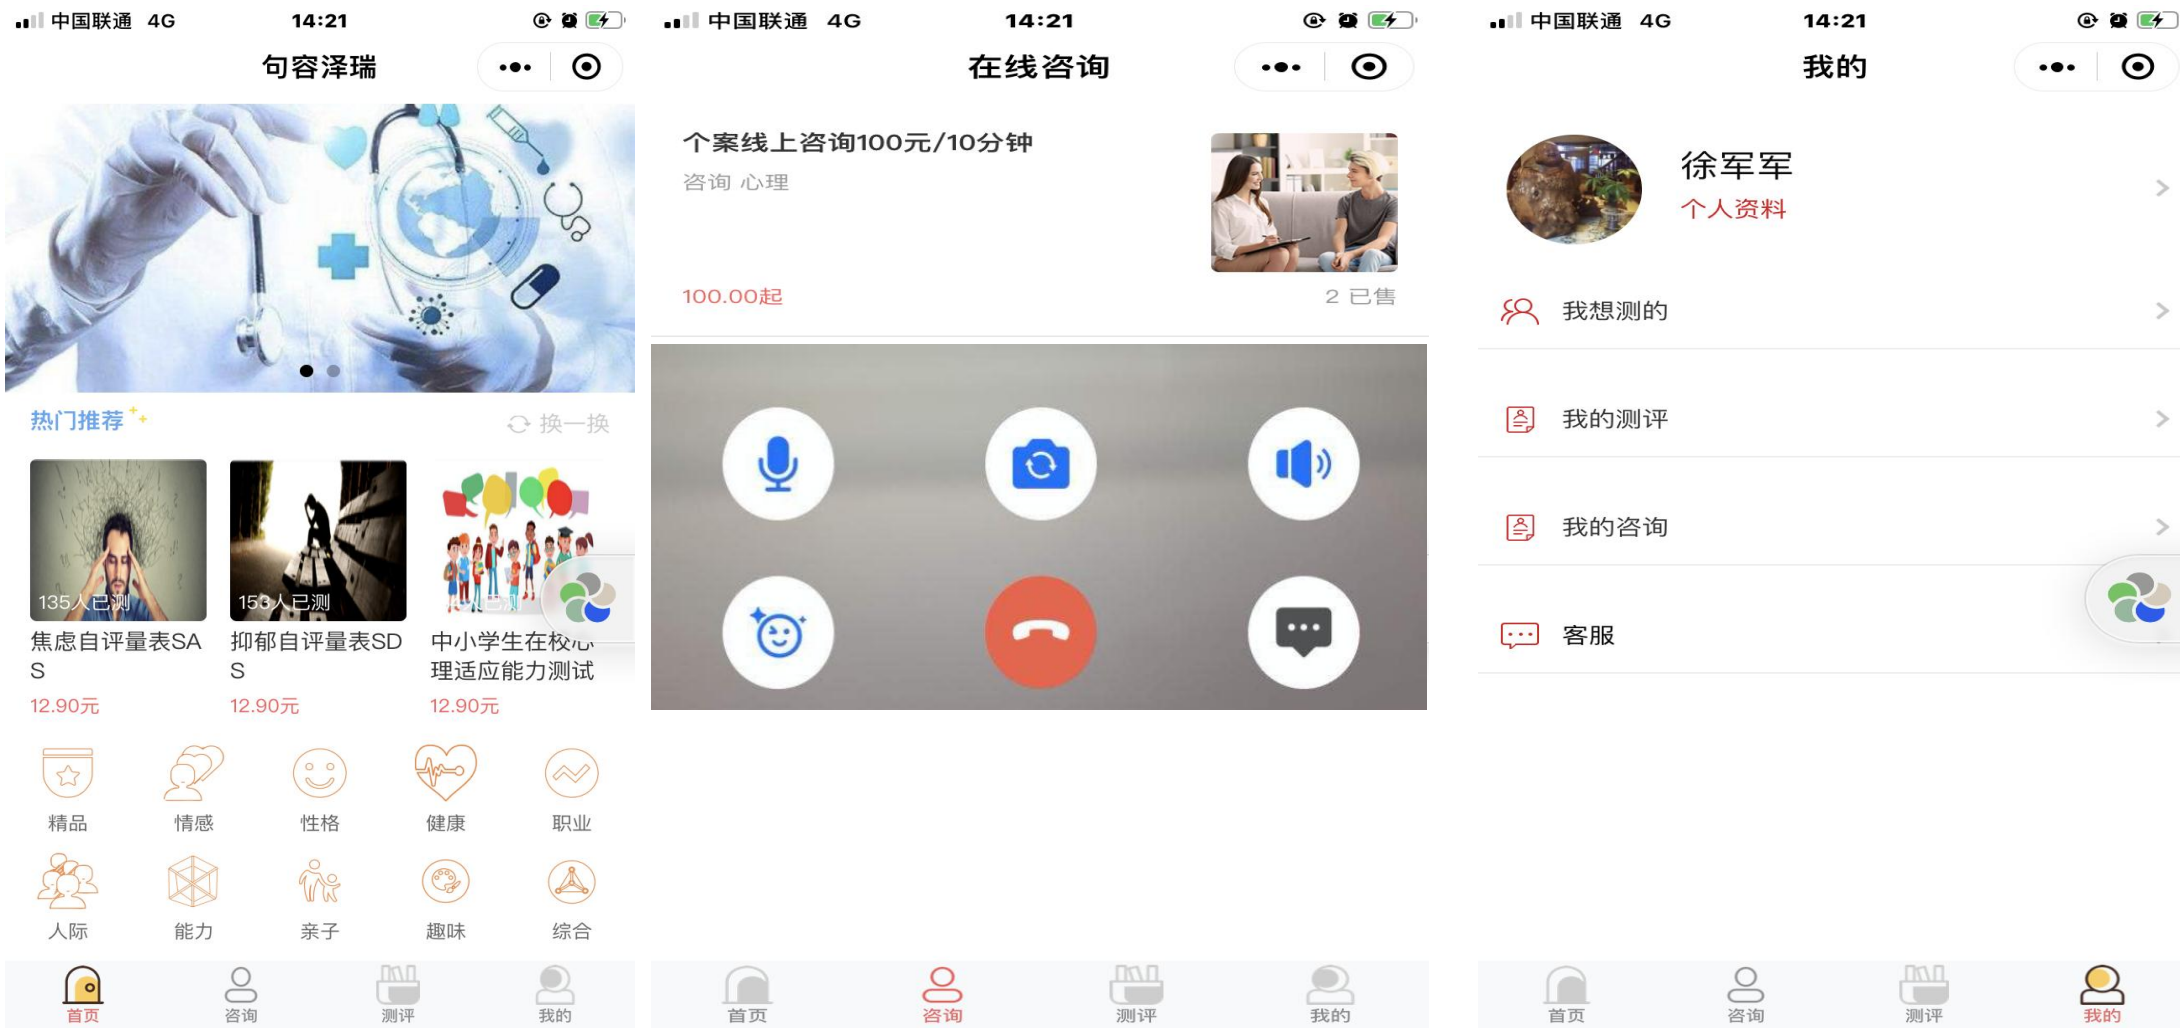 中国联通 4G 14:21
句容泽瑞
热门推荐
换一换
135人已测
153人已测
焦虑自评量表SA
S
12.90元
抑郁自评量表SD
S
12.90元
中小学生在校心
理适应能力测试
12.90元
精品 情感 性格 健康 职业
人际 能力 亲子 趣味 综合
首页 咨询 测评 我的
中国联通 4G 14:21
在线咨询
个案线上咨询100元/10分钟
咨询 心理
100.00起
2 已售
首页 咨询 测评 我的
中国联通 4G 14:21
我的
徐军军
个人资料
我想测的
我的测评
我的咨询
客服
首页 咨询 测评 我的